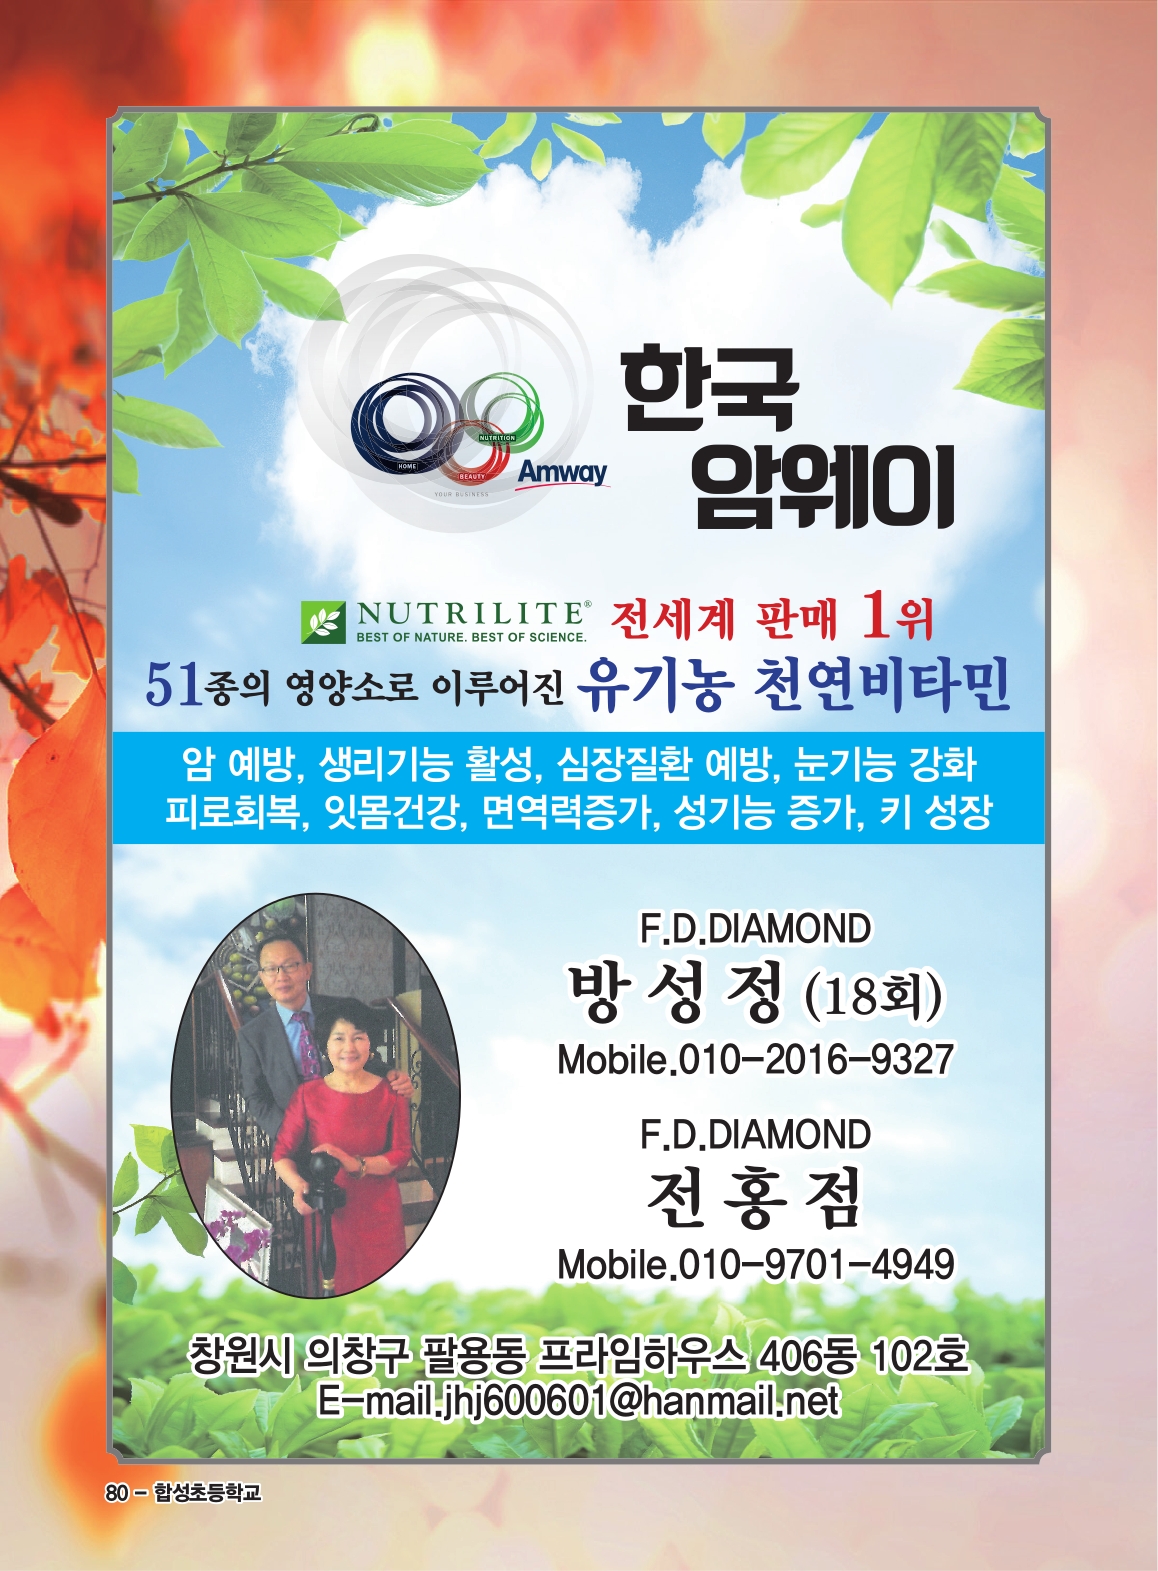 한국
암웨이
HOME
NUTRITION
BEAUTY
Amway
YOUR BUSINESS
NUTRILITE® 전세계 판매 1위
BEST OF NATURE. BEST OF SCIENCE.
51종의 영양소로 이루어진 유기농 천연비타민
암 예방, 생리기능 활성, 심장질환 예방, 눈기능 강화
피로회복, 잇몸건강, 면역력증가, 성기능 증가, 키 성장
F.D.DIAMOND
방 성 정 (18회)
Mobile.010-2016-9327
F.D.DIAMOND
전 홍 점
Mobile.010-9701-4949
창원시 의창구 팔용동 프라임하우스 406동 102호
E-mail.jhj600601@hanmail.net
80 - 합성초등학교